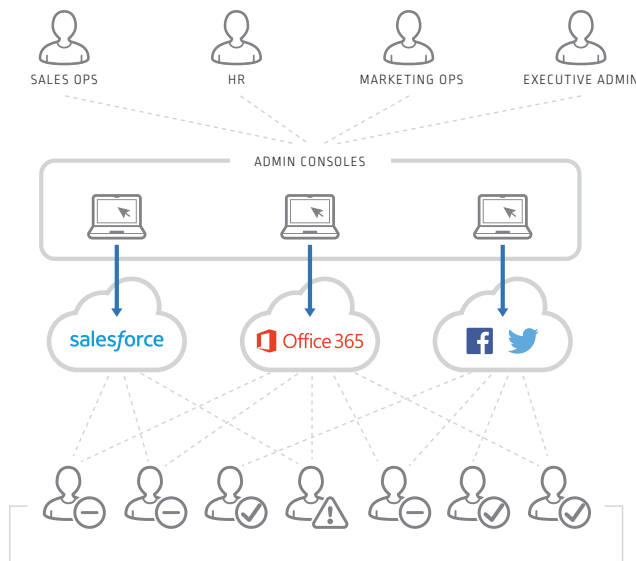 SALES OPS
HR
MARKETING OPS
EXECUTIVE ADMIN
ADMIN CONSOLES
salesforce
Office 365